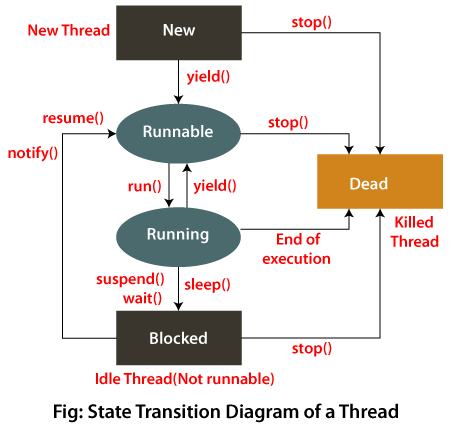 New Thread
New
stop()
yield()
resume()
Runnable
stop()
notify()
run()
yield()
Dead
Running
End of
execution
Killed
Thread
suspend()
wait()
sleep()
Blocked
stop()
Idle Thread(Not runnable)
Fig: State Transition Diagram of a Thread